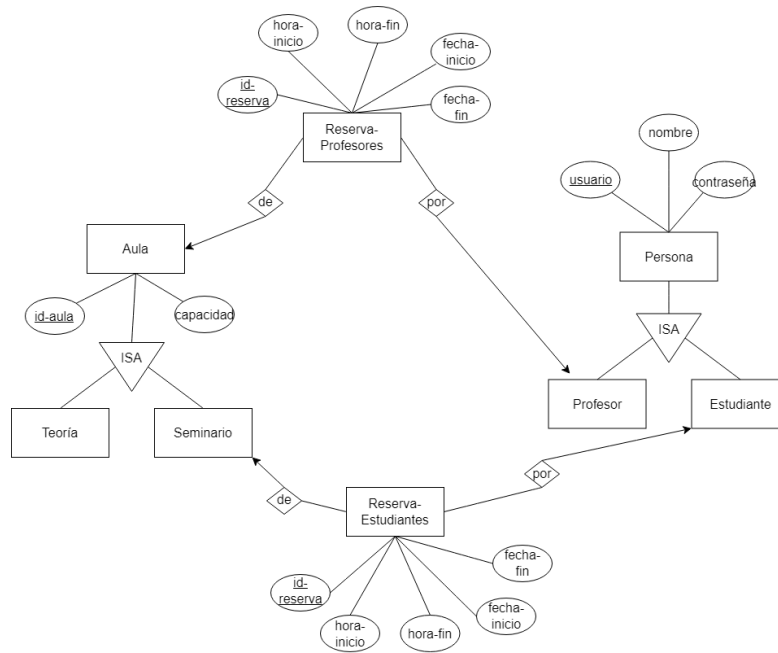 hora-
inicio
hora-fin
fecha-
inicio
id-
reserva
fecha-
fin
Reserva-
Profesores
nombre
usuario
contraseña
de
por
Aula
Persona
id-aula
capacidad
ISA
ISA
Teoría
Seminario
Profesor
Estudiante
de
Reserva-
Estudiantes
por
fecha-
fin
id-
reserva
fecha-
inicio
hora-
inicio
hora-fin